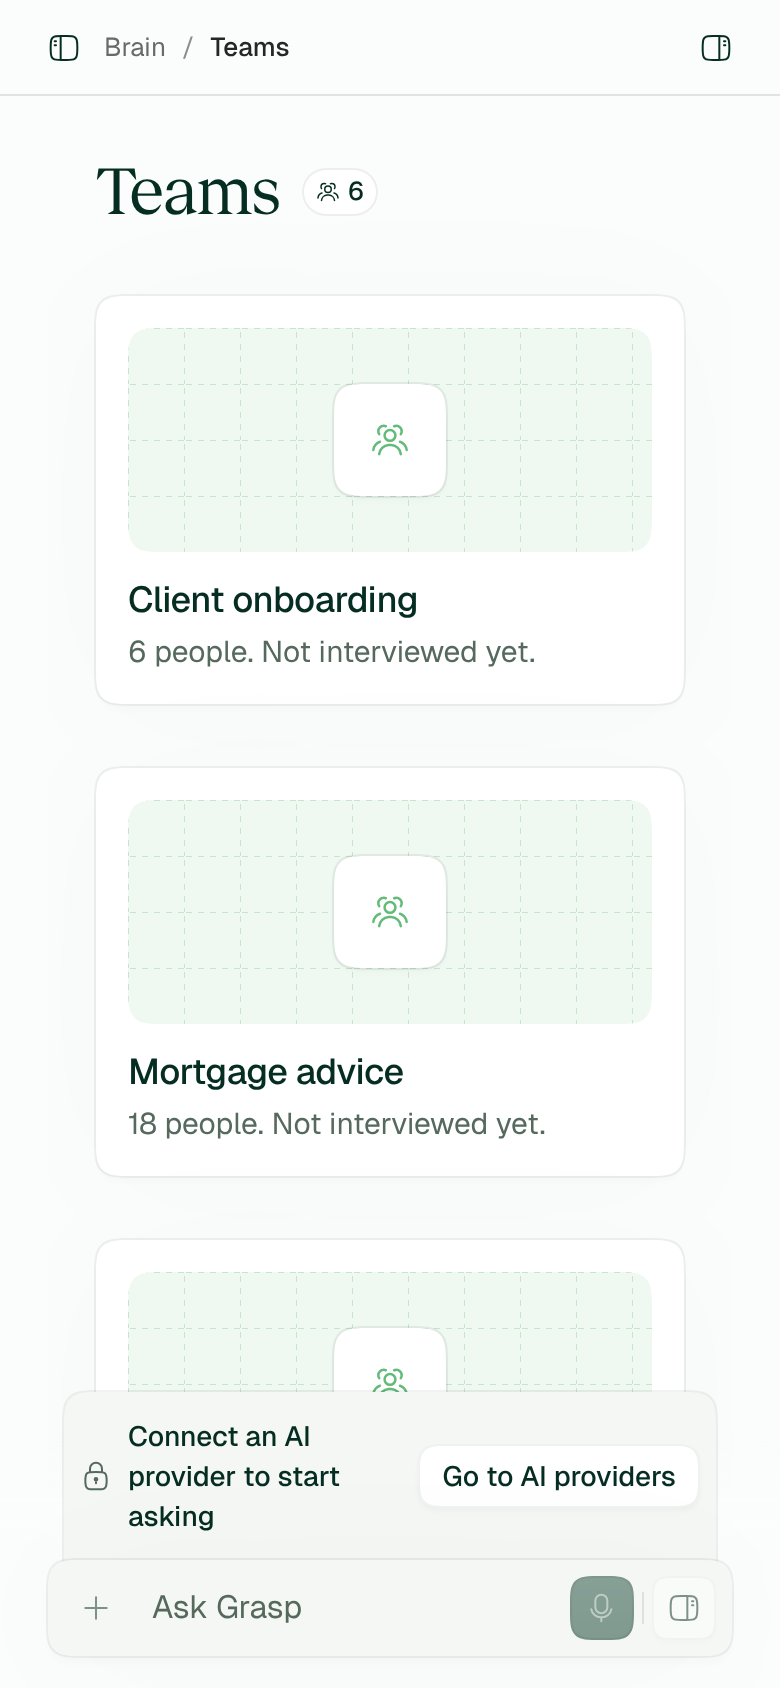 Brain / Teams
Teams 6
Client onboarding
6 people. Not interviewed yet.
Mortgage advice
18 people. Not interviewed yet.
Connect an AI
provider to start
asking
Go to AI providers
Ask Grasp